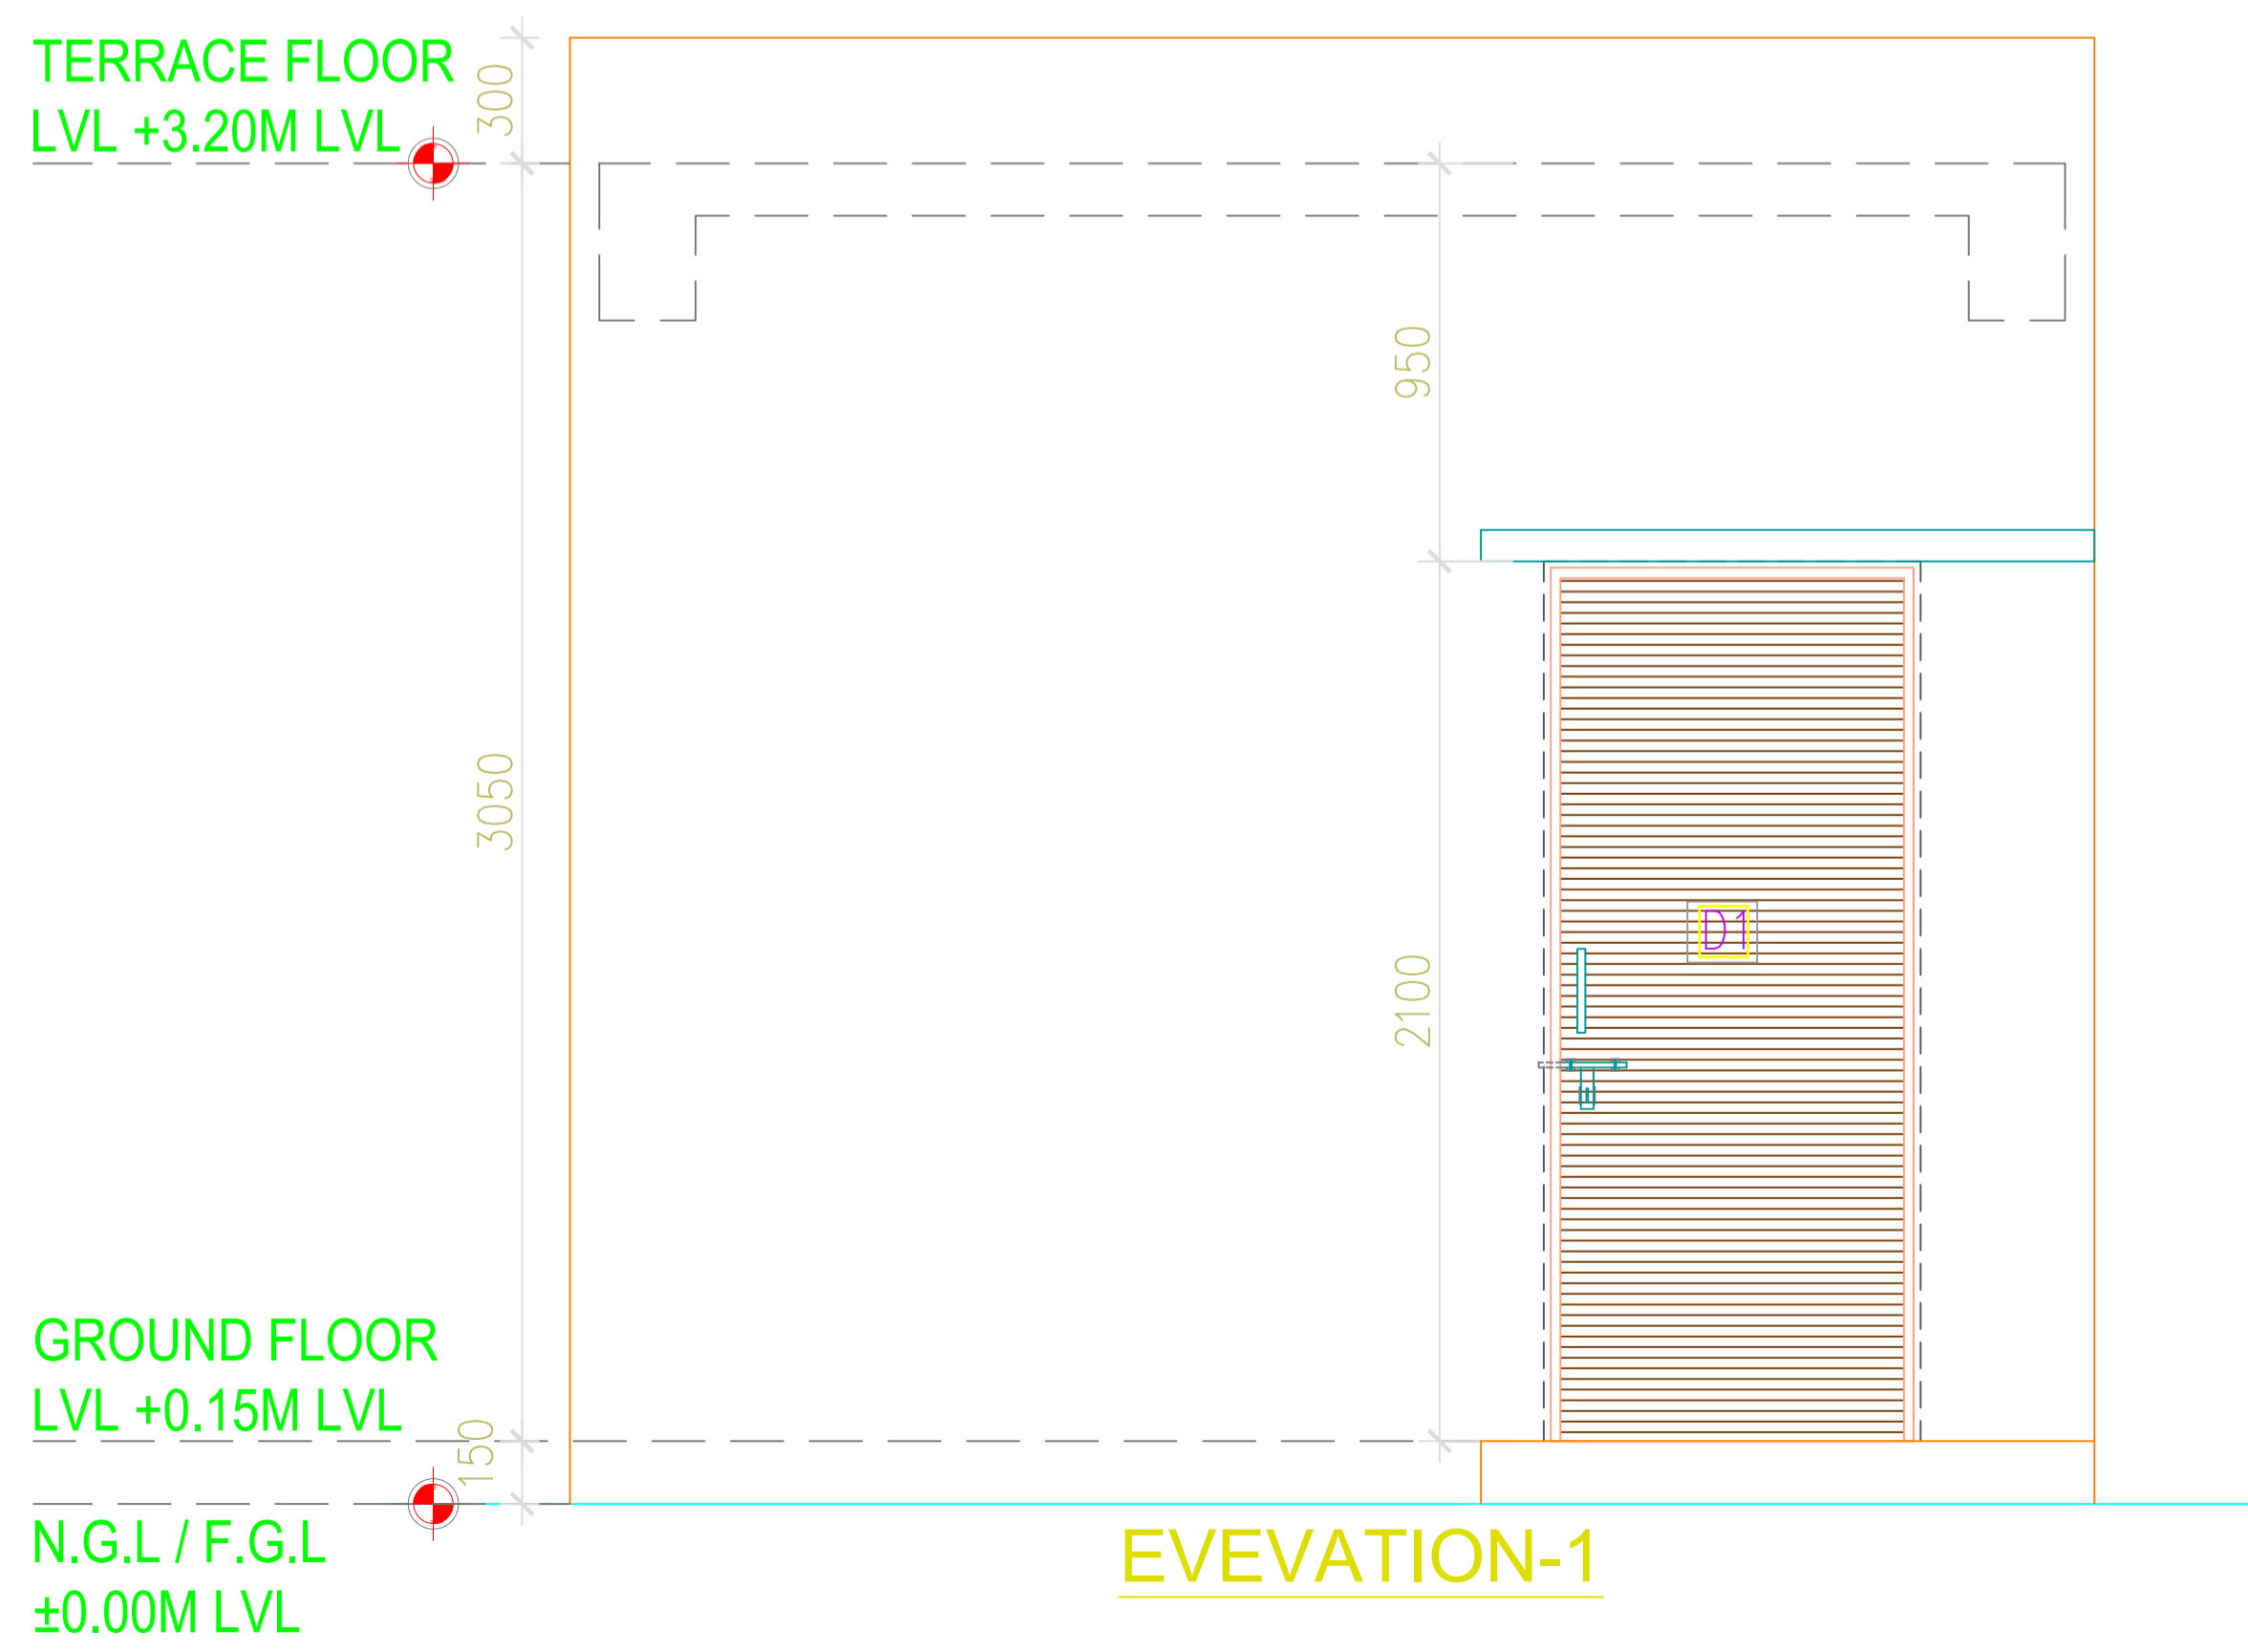 TERRACE FLOOR
LVL +3.20M LVL
300
950
3050
D1
2100
GROUND FLOOR
LVL +0.15M LVL
150
N.G.L / F.G.L
±0.00M LVL
EVEVATION-1